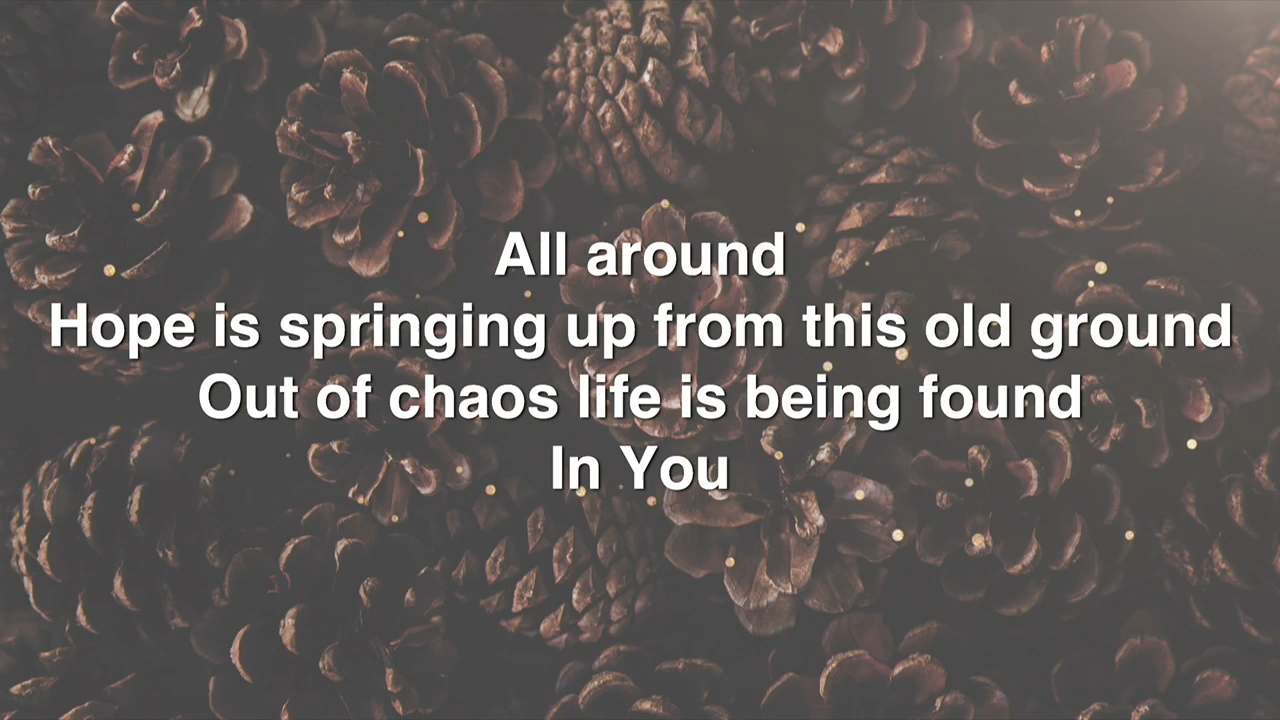 All around
Hope is springing up from this old ground
Out of chaos life is being found
In You